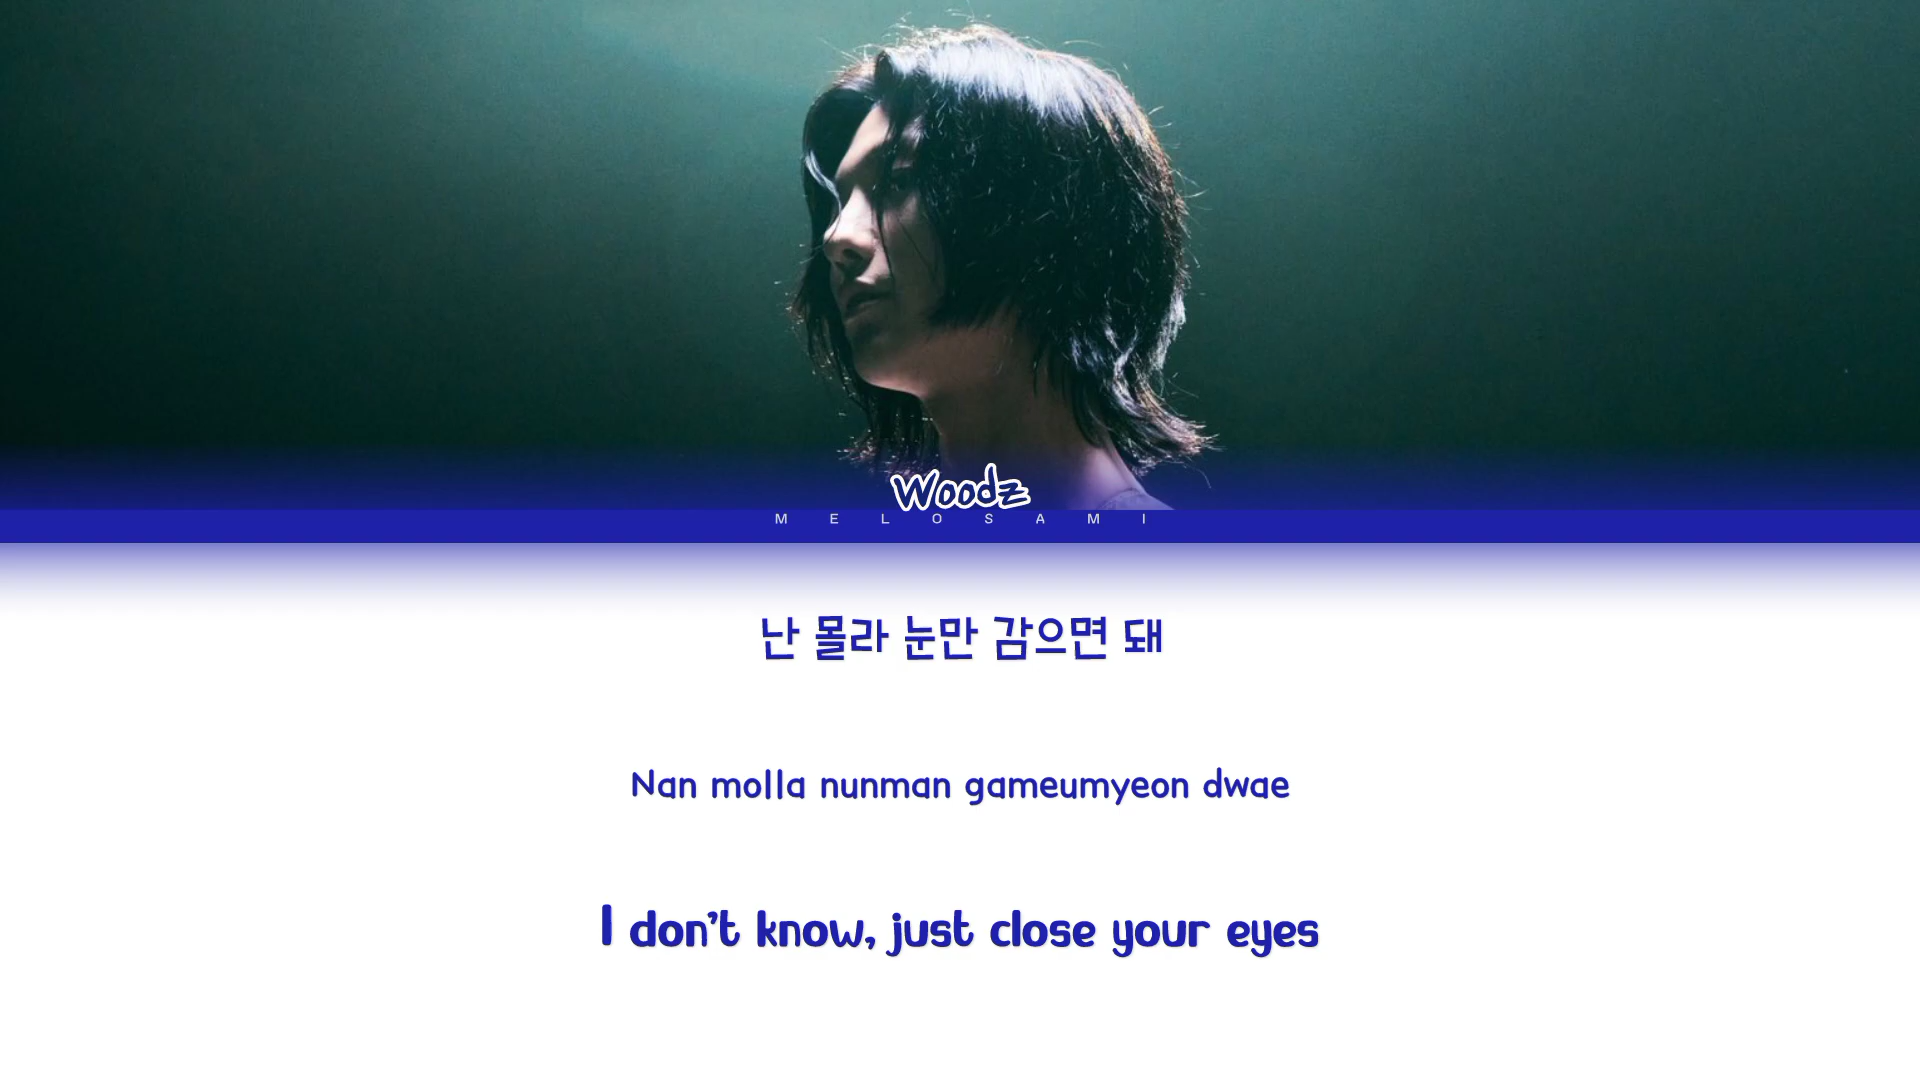 Woodz
MELOSAMI
난 몰라 눈만 감으면 돼
Nan molla nunman gameumyeon dwae
I don't know, just close your eyes